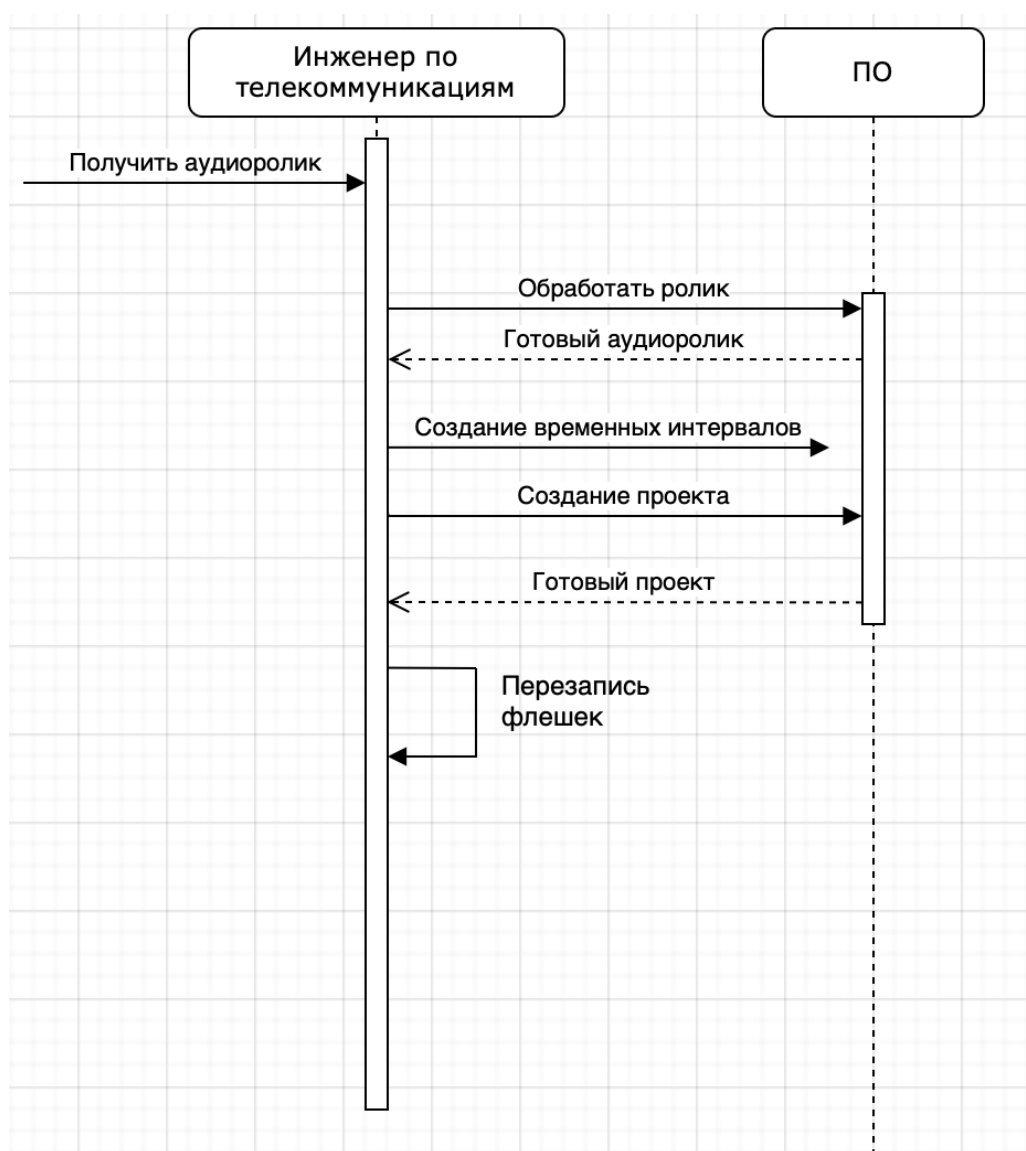 Инженер по
телекоммуникациям
ПО
Получить аудиоролик
Обработать ролик
Готовый аудиоролик
Создание временных интервалов
Создание проекта
Готовый проект
Перезапись
флешек